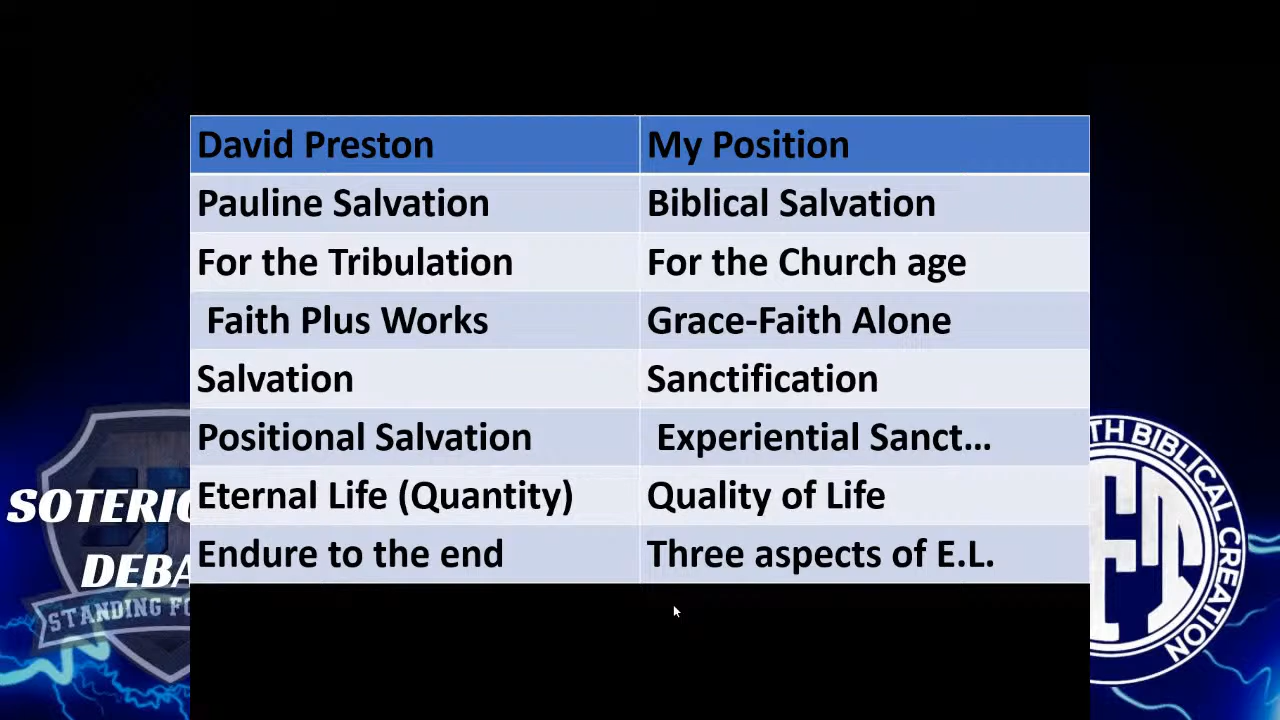 David Preston My Position
Pauline Salvation Biblical Salvation
For the Tribulation For the Church age
Faith Plus Works Grace-Faith Alone
Salvation Sanctification
Positional Salvation Experiential Sanct...
Eternal Life (Quantity) Quality of Life
Endure to the end Three aspects of E.L.
SOTERIO
DEBA
STANDING FO
TH BIBLICAL CREATION
FT